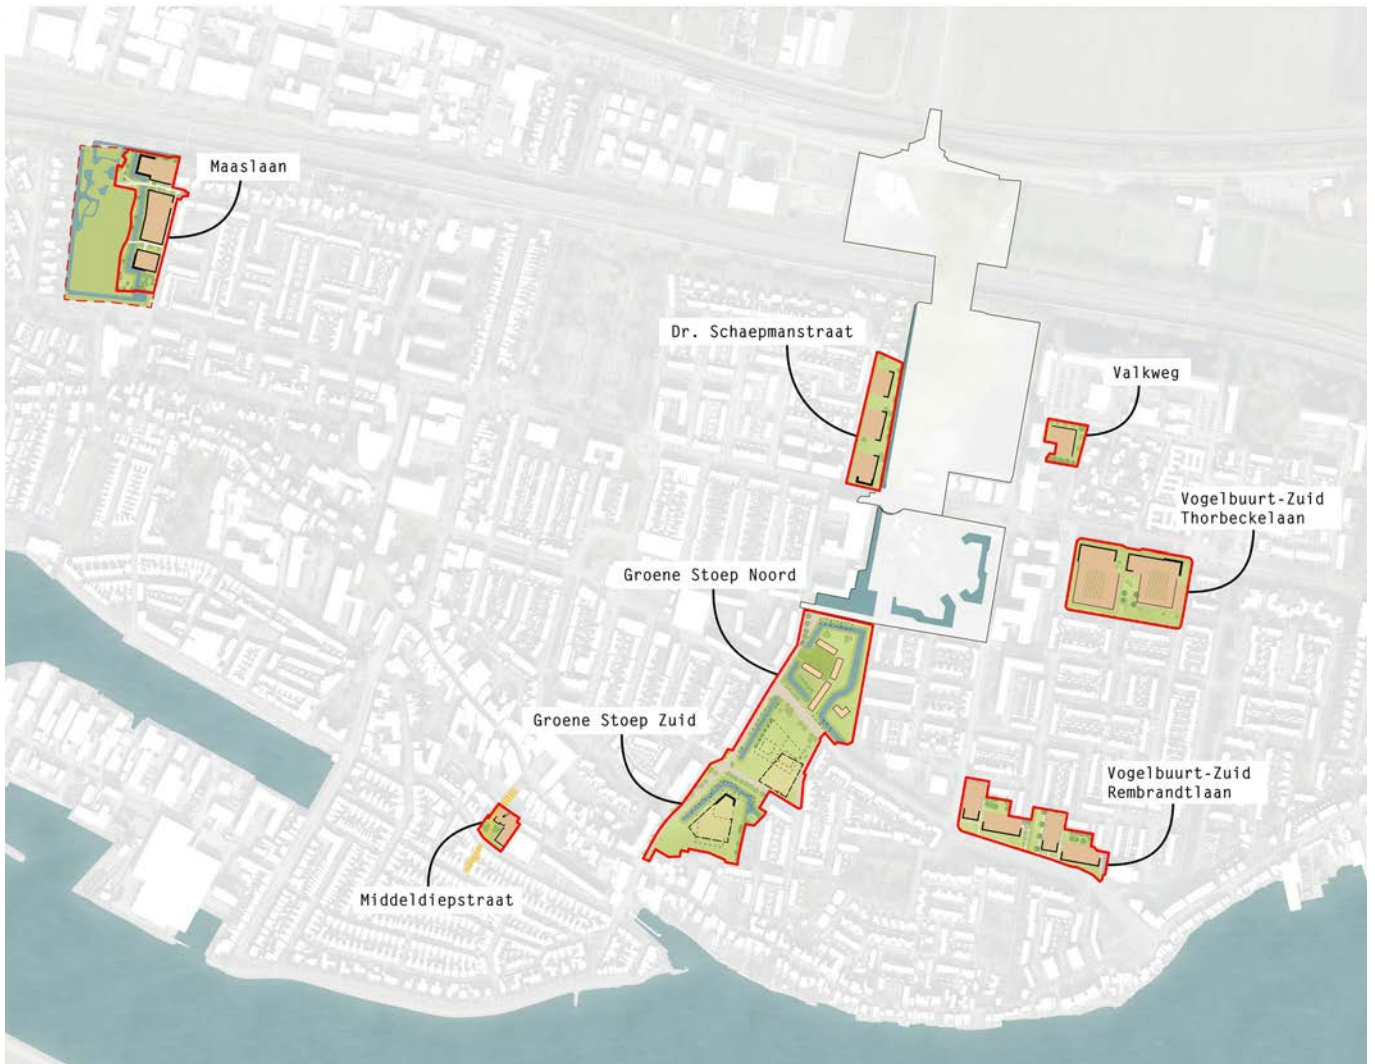 Maaslaan
Dr. Schaepmanstraat
Valkweg
Vogelbuurt-Zuid
Thorbeckelaan
Groene Stoep Noord
Groene Stoep Zuid
Vogelbuurt-Zuid
Rembrandtlaan
Middeldiepstraat